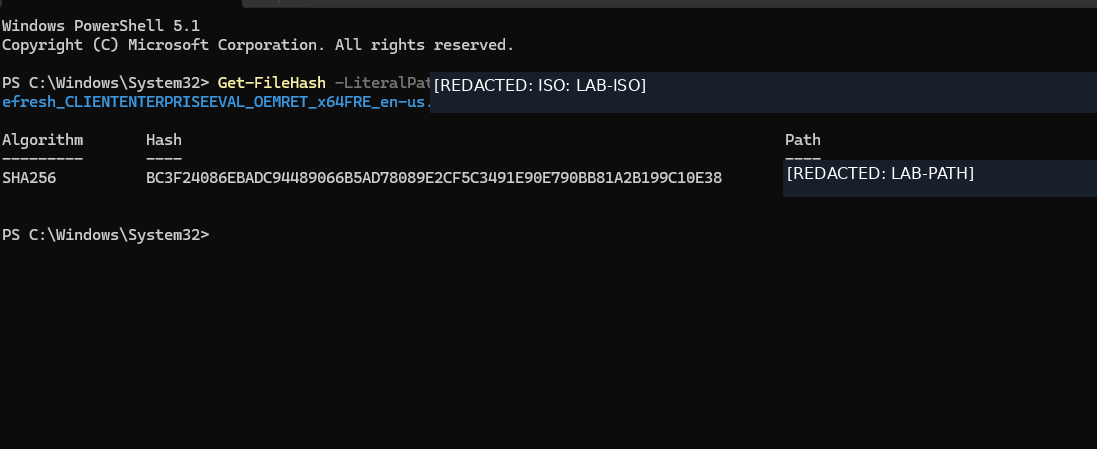 Windows PowerShell 5.1
Copyright (C) Microsoft Corporation. All rights reserved.
PS C:\Windows\System32> Get-FileHash -LiteralPat [REDACTED: ISO: LAB-ISO]
efresh_CLIENTENTERPRISEEVAL_OEMRET_x64FRE_en-us.
Algorithm Hash Path
--------- ---- ----
SHA256 BC3F24086EBADC94489066B5AD78089E2CF5C3491E90E790BB81A2B199C10E38 [REDACTED: LAB-PATH]
PS C:\Windows\System32>